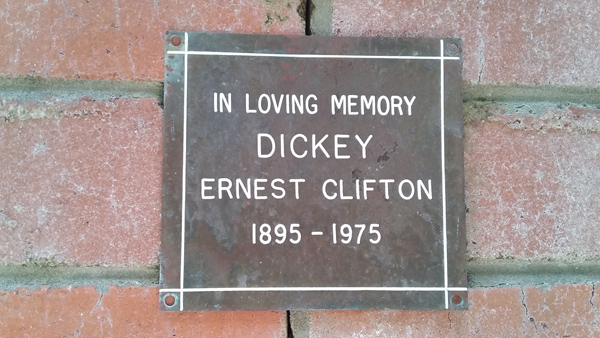 IN LOVING MEMORY
DICKEY
ERNEST CLIFTON
1895 - 1975